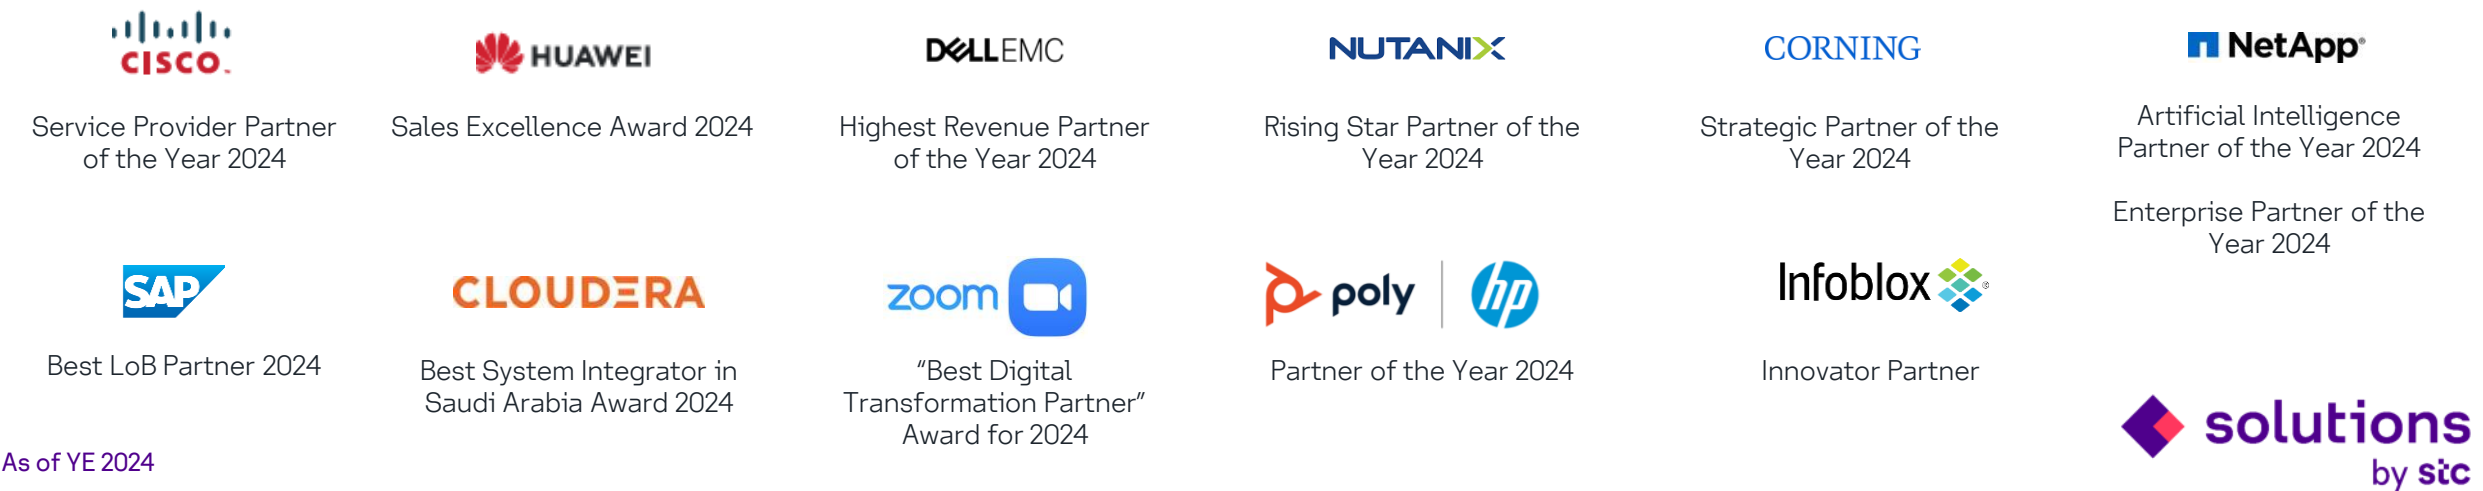 CISCO
Service Provider Partner
of the Year 2024
HUAWEI
Sales Excellence Award 2024
DELLEMC
Highest Revenue Partner
of the Year 2024
NUTANIX
Rising Star Partner of the
Year 2024
CORNING
Strategic Partner of the
Year 2024
NetApp®
Artificial Intelligence
Partner of the Year 2024
Enterprise Partner of the
Year 2024
SAP
Best LoB Partner 2024
CLOUDERA
Best System Integrator in
Saudi Arabia Award 2024
zoom
“Best Digital
Transformation Partner”
Award for 2024
poly | hp
Partner of the Year 2024
Infoblox®
Innovator Partner
As of YE 2024
solutions
by stc